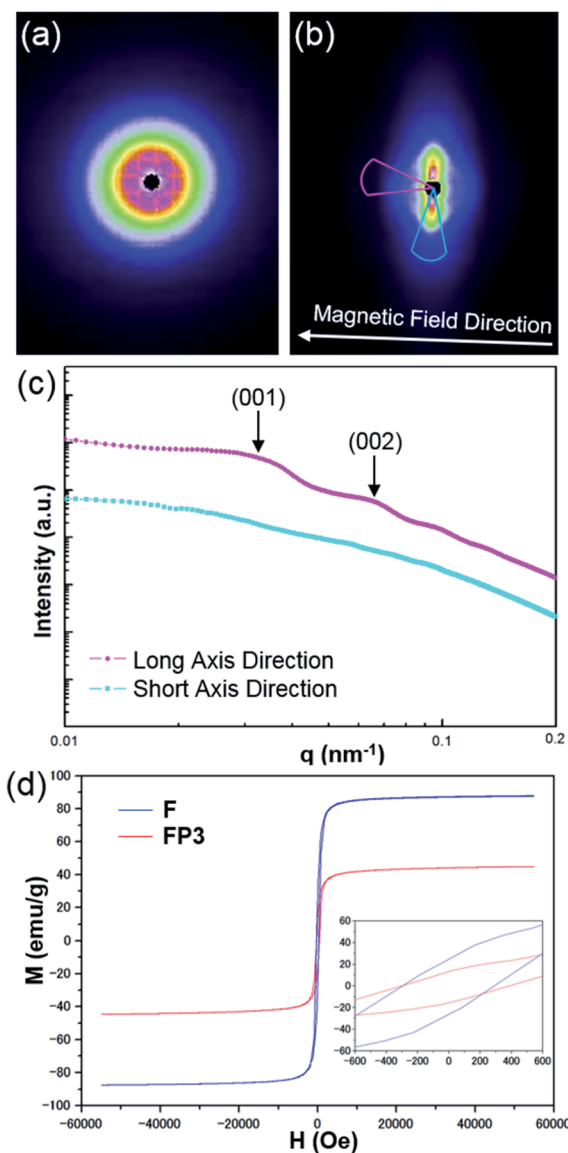 (a)
(b)
Magnetic Field Direction
(c)
(001)
(002)
Intensity (a.u.)
Long Axis Direction
Short Axis Direction
0.01
0.1
0.2
q (nm⁻¹)
(d)
100
80
60
40
20
0
−20
−40
−60
−80
−100
M (emu/g)
F
FP3
60
40
20
0
-20
-40
-60
-600 -400 -200 0 200 400 600
−60000 −40000 −20000 0 20000 40000 60000
H (Oe)